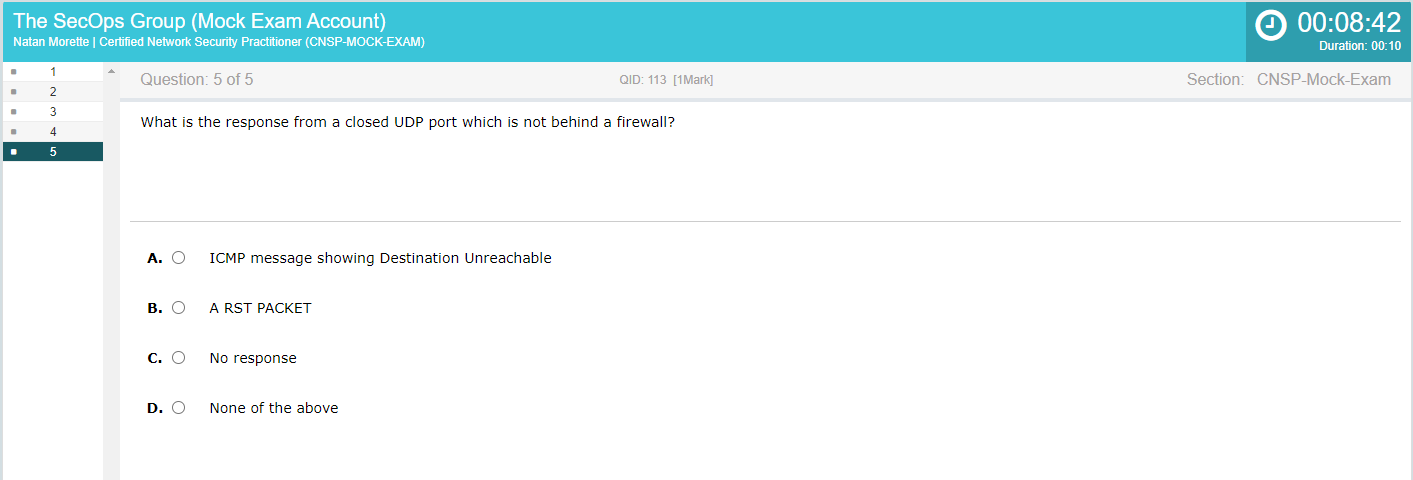 The SecOps Group (Mock Exam Account)
Natan Morette | Certified Network Security Practitioner (CNSP-MOCK-EXAM)
00:08:42
Duration: 00:10
1
2
3
4
5
Question: 5 of 5
QID: 113 [1Mark]
Section: CNSP-Mock-Exam
What is the response from a closed UDP port which is not behind a firewall?
A. ICMP message showing Destination Unreachable
B. A RST PACKET
C. No response
D. None of the above